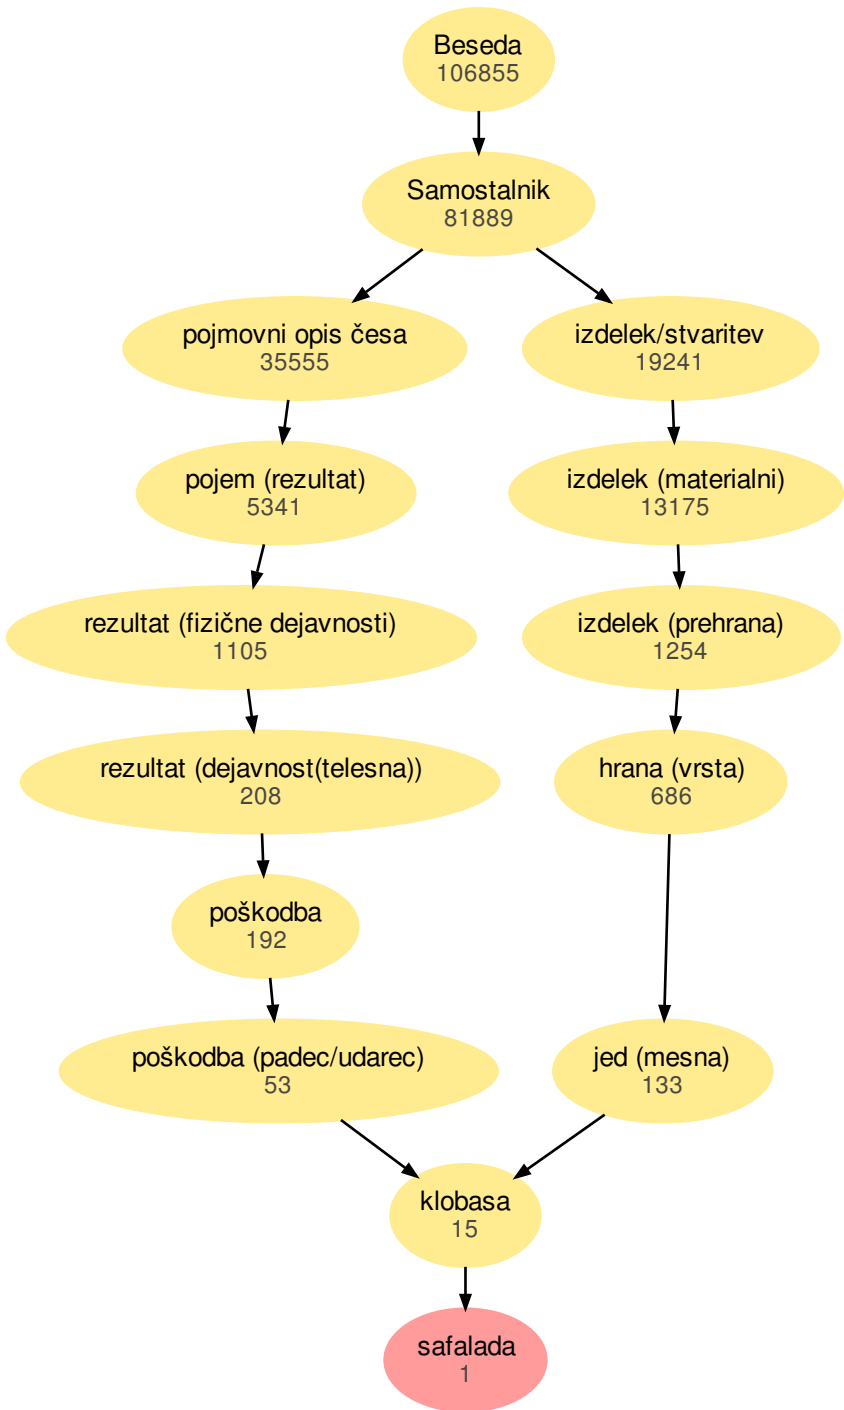 Beseda
106855
Samostalnik
81889
pojmovni opis česa
35555
izdelek/stvaritev
19241
pojem (rezultat)
5341
izdelek (materialni)
13175
rezultat (fizične dejavnosti)
1105
izdelek (prehrana)
1254
rezultat (dejavnost(telesna))
208
hrana (vrsta)
686
poškodba
192
poškodba (padec/udarec)
53
jed (mesna)
133
klobasa
15
safalada
1